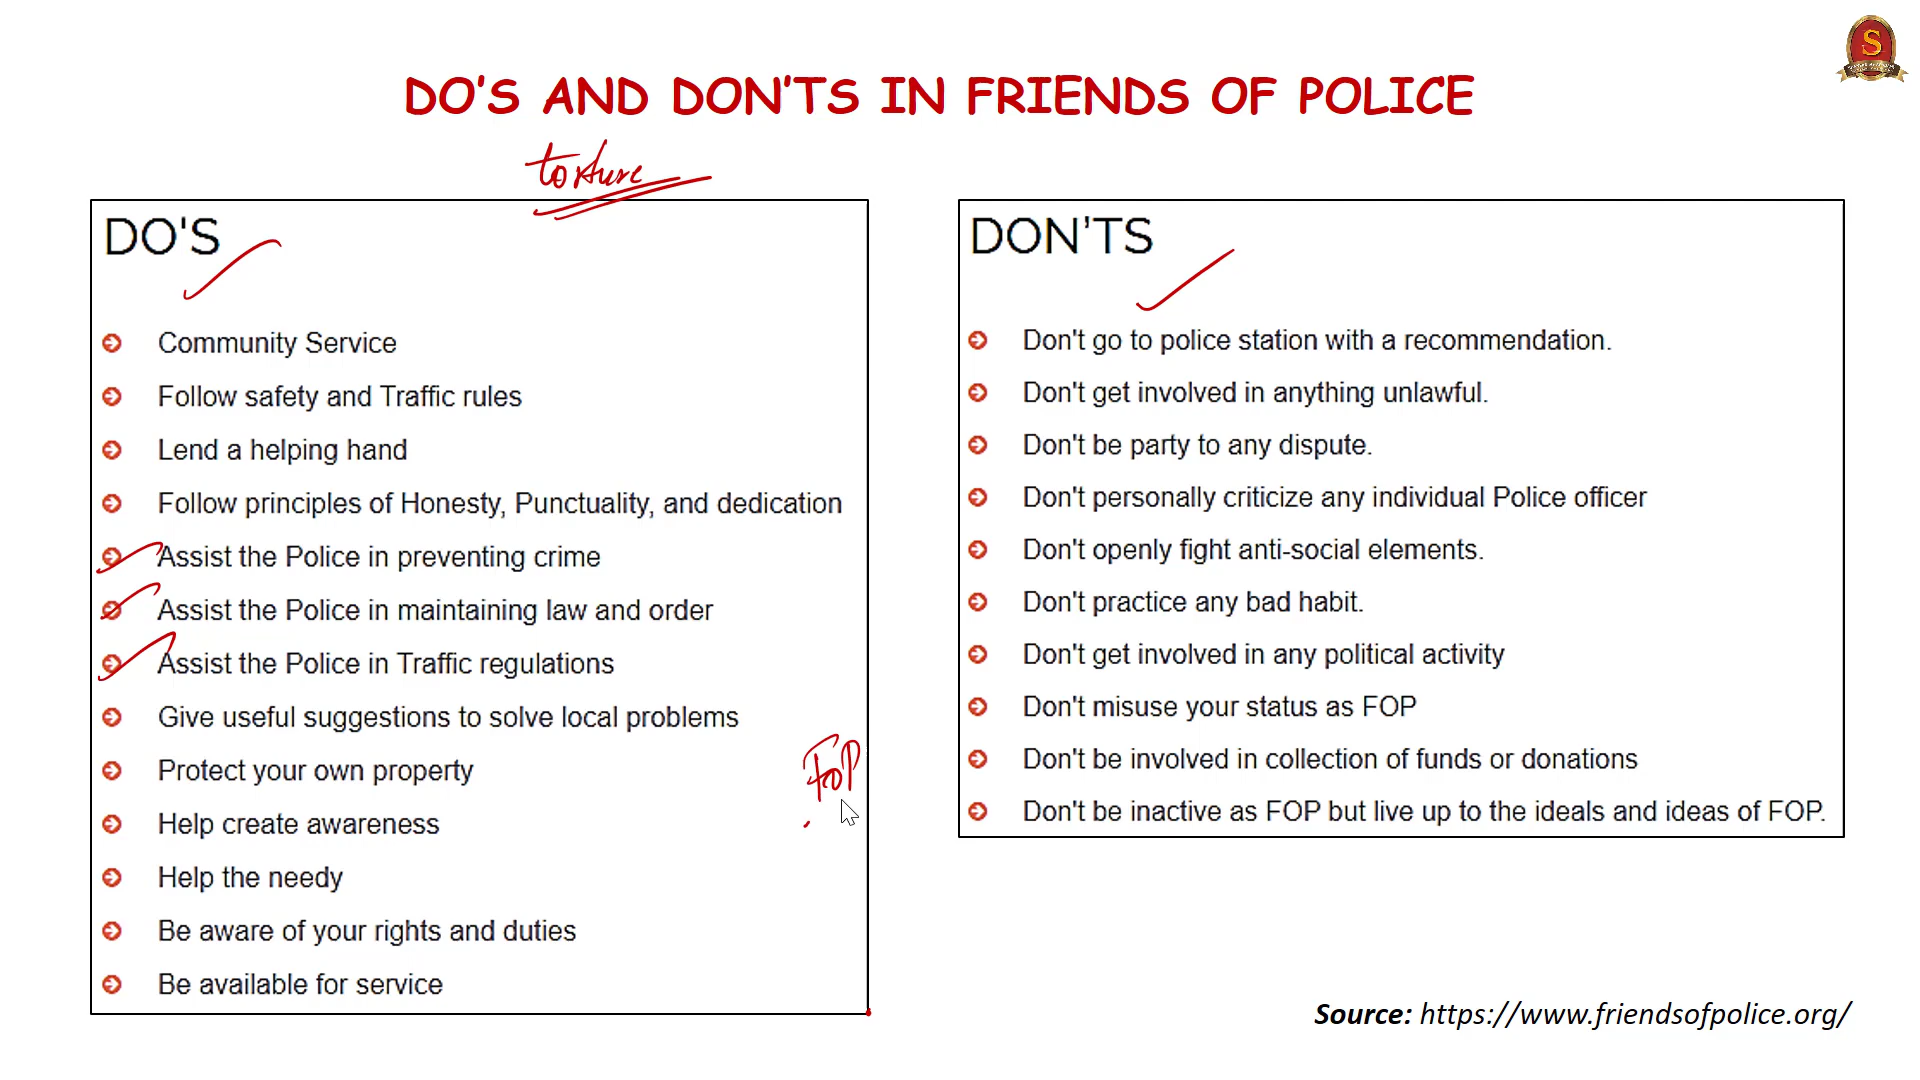 S
DO'S AND DON'TS IN FRIENDS OF POLICE
torture
DO'S
Community Service
Follow safety and Traffic rules
Lend a helping hand
Follow principles of Honesty, Punctuality, and dedication
Assist the Police in preventing crime
Assist the Police in maintaining law and order
Assist the Police in Traffic regulations
Give useful suggestions to solve local problems
Protect your own property
Help create awareness
Help the needy
Be aware of your rights and duties
Be available for service
FOP
DON'TS
Don't go to police station with a recommendation.
Don't get involved in anything unlawful.
Don't be party to any dispute.
Don't personally criticize any individual Police officer
Don't openly fight anti-social elements.
Don't practice any bad habit.
Don't get involved in any political activity
Don't misuse your status as FOP
Don't be involved in collection of funds or donations
Don't be inactive as FOP but live up to the ideals and ideas of FOP.
Source: https://www.friendsofpolice.org/